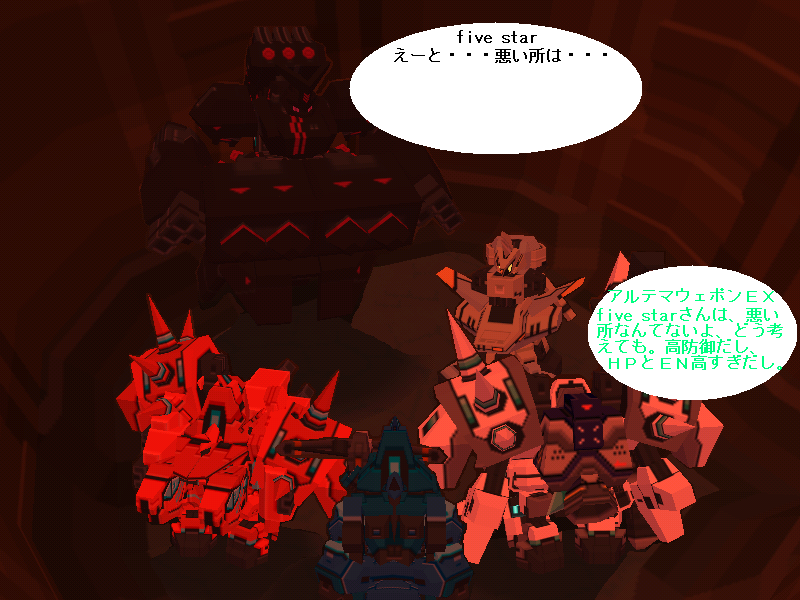 five star
えーと・・・悪い所は・・・
アルテマウェポンＥＸ
five starさんは、悪い
所なんてないよ、どう考
えても。高防御だし、
ＨＰとＥＮ高すぎだし。